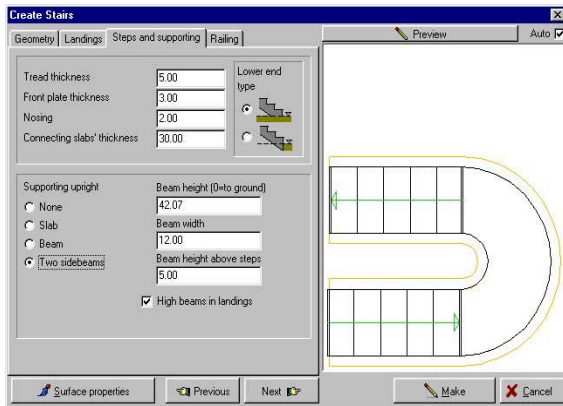 Create Stairs
Geometry Landings Steps and supporting Railing
Preview Auto
Tread thickness 5.00
Front plate thickness 3.00
Nosing 2.00
Connecting slabs' thickness 30.00
Lower end
type
Supporting upright
None
Slab
Beam
Two sidebeams
Beam height (0=to ground)
42.07
Beam width
12.00
Beam height above steps
5.00
High beams in landings
Surface properties Previous Next Make Cancel